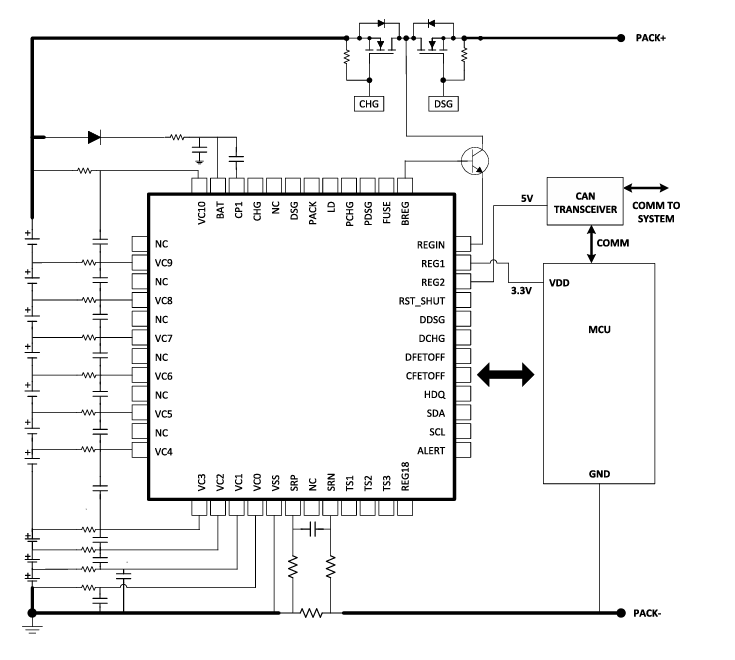 PACK+
CHG
DSG
VC10
BAT
CP1
CHG
NC
DSG
PACK
LD
PCHG
PDSG
FUSE
BREG
5V
CAN
TRANSCEIVER
COMM TO
SYSTEM
COMM
NC
VC9
NC
VC8
NC
VC7
NC
VC6
NC
VC5
NC
VC4
REGIN
REG1
REG2
RST_SHUT
DDSG
DCHG
DFETOFF
CFETOFF
HDQ
SDA
SCL
ALERT
3.3V
VDD
MCU
GND
VC3
VC2
VC1
VC0
VSS
SRP
NC
SRN
TS1
TS2
TS3
REG18
PACK-